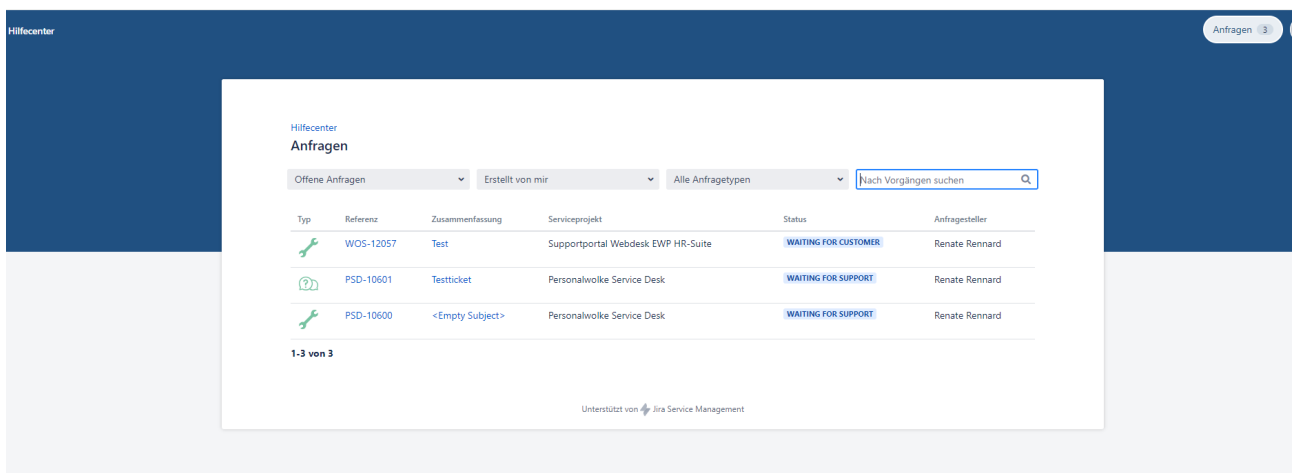 Hilfecenter
Anfragen 3
Hilfecenter
Anfragen
Offene Anfragen Erstellt von mir Alle Anfragetypen Nach Vorgängen suchen
Typ Referenz Zusammenfassung Serviceprojekt Status Anfragesteller
WOS-12057 Test Supportportal Webdesk EWP HR-Suite WAITING FOR CUSTOMER Renate Rennard
PSD-10601 Testticket Personalwolke Service Desk WAITING FOR SUPPORT Renate Rennard
PSD-10600 <Empty Subject> Personalwolke Service Desk WAITING FOR SUPPORT Renate Rennard
1-3 von 3
Unterstützt von Jira Service Management